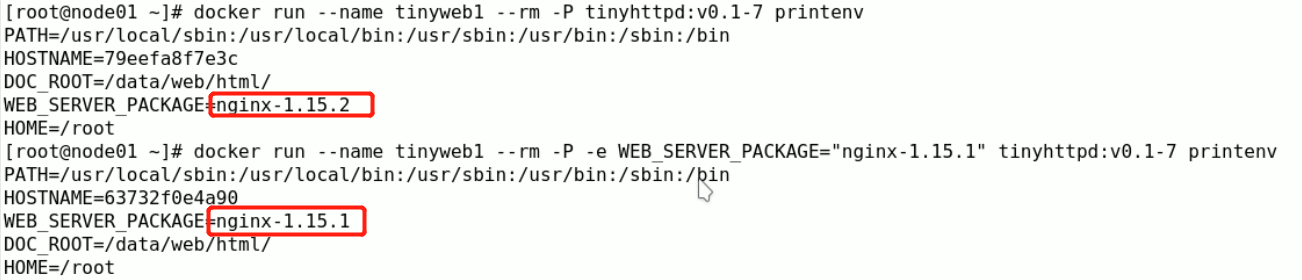 [root@node01 ~]# docker run --name tinyweb1 --rm -P tinyhttpd:v0.1-7 printenv
PATH=/usr/local/sbin:/usr/local/bin:/usr/sbin:/usr/bin:/sbin:/bin
HOSTNAME=79eefa8f7e3c
DOC_ROOT=/data/web/html/
WEB_SERVER_PACKAGE=nginx-1.15.2
HOME=/root
[root@node01 ~]# docker run --name tinyweb1 --rm -P -e WEB_SERVER_PACKAGE="nginx-1.15.1" tinyhttpd:v0.1-7 printenv
PATH=/usr/local/sbin:/usr/local/bin:/usr/sbin:/usr/bin:/sbin:/bin
HOSTNAME=63732f0e4a90
WEB_SERVER_PACKAGE=nginx-1.15.1
DOC_ROOT=/data/web/html/
HOME=/root